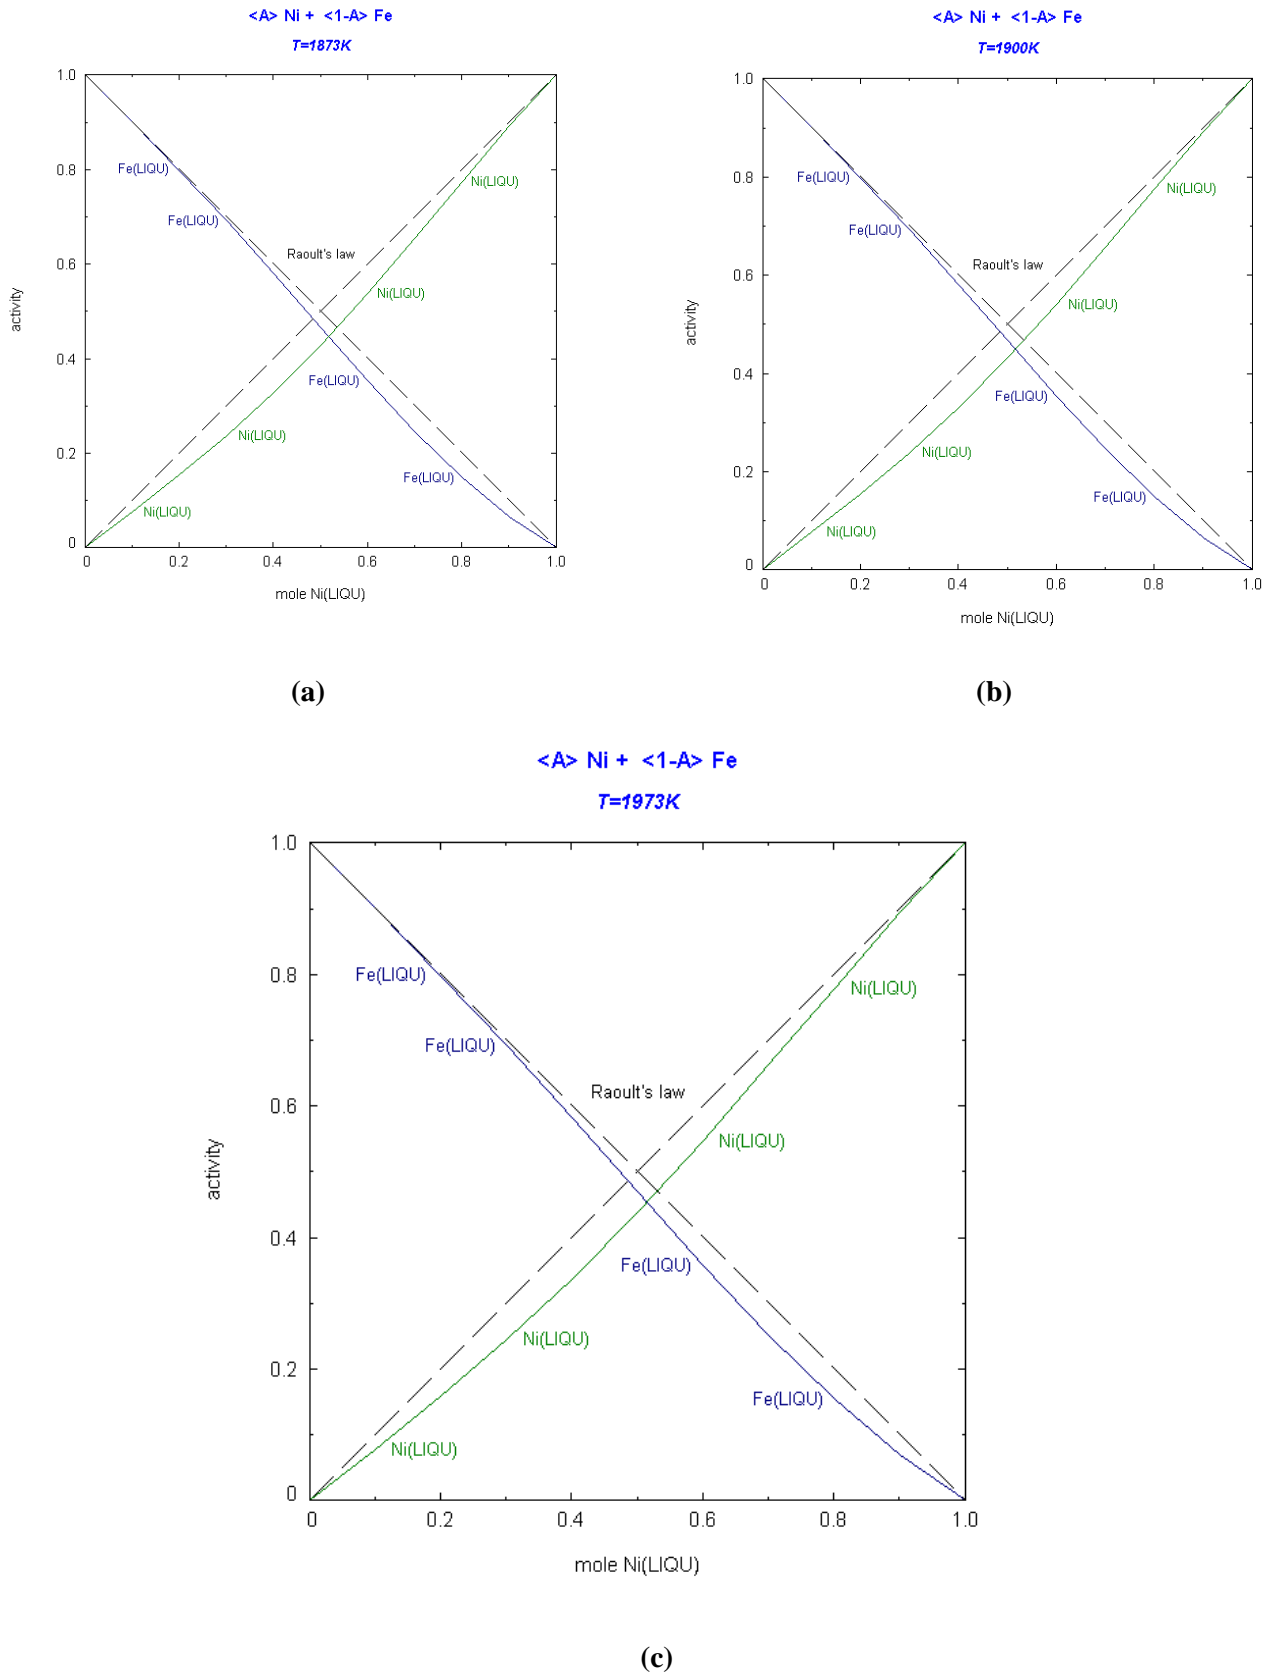 <A> Ni + <1-A> Fe
T=1873K
1.0
0.8
0.6
0.4
0.2
0
activity
Fe(LIQU)
Fe(LIQU)
Raoult's law
Fe(LIQU)
Fe(LIQU)
Ni(LIQU)
Ni(LIQU)
Ni(LIQU)
Ni(LIQU)
0 0.2 0.4 0.6 0.8 1.0
mole Ni(LIQU)
(a)
<A> Ni + <1-A> Fe
T=1900K
1.0
0.8
0.6
0.4
0.2
0
activity
Fe(LIQU)
Fe(LIQU)
Raoult's law
Fe(LIQU)
Fe(LIQU)
Ni(LIQU)
Ni(LIQU)
Ni(LIQU)
Ni(LIQU)
0 0.2 0.4 0.6 0.8 1.0
mole Ni(LIQU)
(b)
<A> Ni + <1-A> Fe
T=1973K
1.0
0.8
0.6
0.4
0.2
0
activity
Fe(LIQU)
Fe(LIQU)
Raoult's law
Fe(LIQU)
Fe(LIQU)
Ni(LIQU)
Ni(LIQU)
Ni(LIQU)
Ni(LIQU)
0 0.2 0.4 0.6 0.8 1.0
mole Ni(LIQU)
(c)